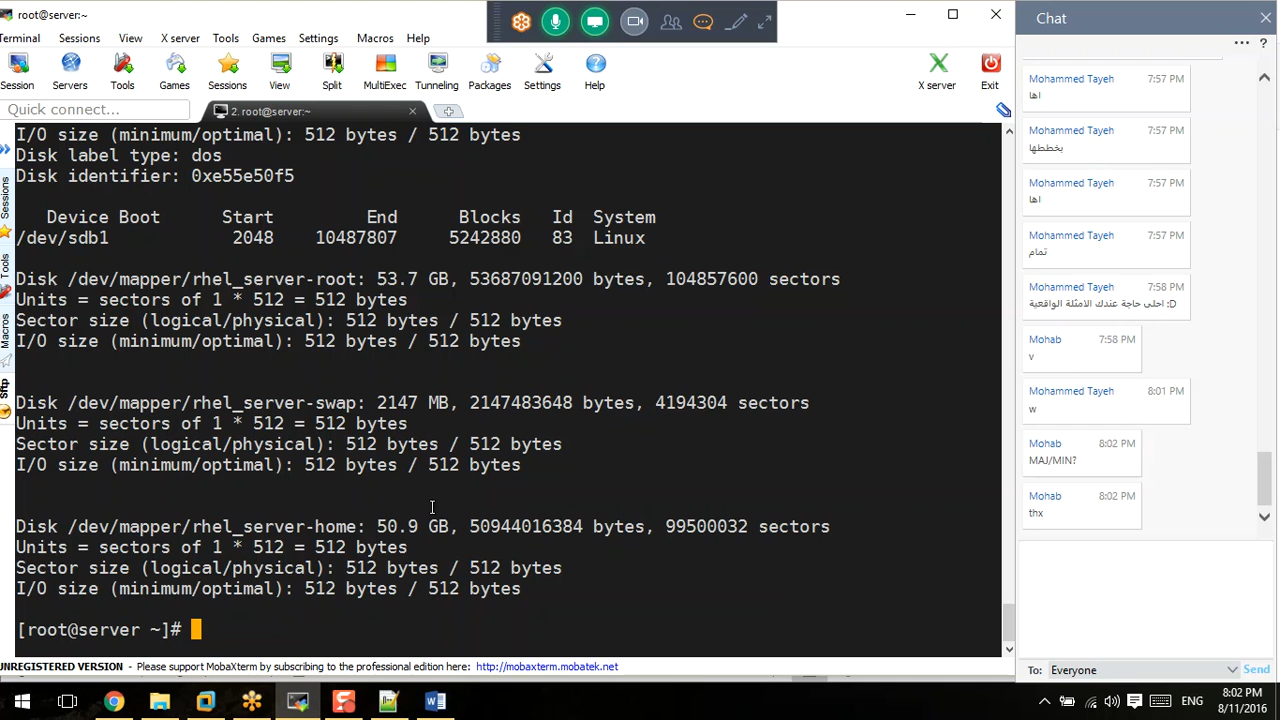 root@server:~
Terminal Sessions View X server Tools Games Settings Macros Help
Session Servers Tools Games Sessions View Split MultiExec Tunneling Packages Settings Help X server Exit
Quick connect...
2. root@server:~
Sessions
Tools
Macros
Sftp
I/O size (minimum/optimal): 512 bytes / 512 bytes
Disk label type: dos
Disk identifier: 0xe55e50f5
Device Boot Start End Blocks Id System
/dev/sdb1 2048 10487807 5242880 83 Linux
Disk /dev/mapper/rhel_server-root: 53.7 GB, 53687091200 bytes, 104857600 sectors
Units = sectors of 1 * 512 = 512 bytes
Sector size (logical/physical): 512 bytes / 512 bytes
I/O size (minimum/optimal): 512 bytes / 512 bytes
Disk /dev/mapper/rhel_server-swap: 2147 MB, 2147483648 bytes, 4194304 sectors
Units = sectors of 1 * 512 = 512 bytes
Sector size (logical/physical): 512 bytes / 512 bytes
I/O size (minimum/optimal): 512 bytes / 512 bytes
Disk /dev/mapper/rhel_server-home: 50.9 GB, 50944016384 bytes, 99500032 sectors
Units = sectors of 1 * 512 = 512 bytes
Sector size (logical/physical): 512 bytes / 512 bytes
I/O size (minimum/optimal): 512 bytes / 512 bytes
[root@server ~]#
UNREGISTERED VERSION - Please support MobaXterm by subscribing to the professional edition here: http://mobaxterm.mobatek.net
Chat
Mohammed Tayeh 7:57 PM
اها
Mohammed Tayeh 7:57 PM
بخططها
Mohammed Tayeh 7:57 PM
اها
Mohammed Tayeh 7:57 PM
تمام
Mohammed Tayeh 7:58 PM
احلى حاجة عندك الامثلة الواقعية :D
Mohab 7:58 PM
v
Mohammed Tayeh 8:01 PM
w
Mohab 8:02 PM
MAJ/MIN?
Mohab 8:02 PM
thx
To: Everyone Send
ENG
8:02 PM
8/11/2016